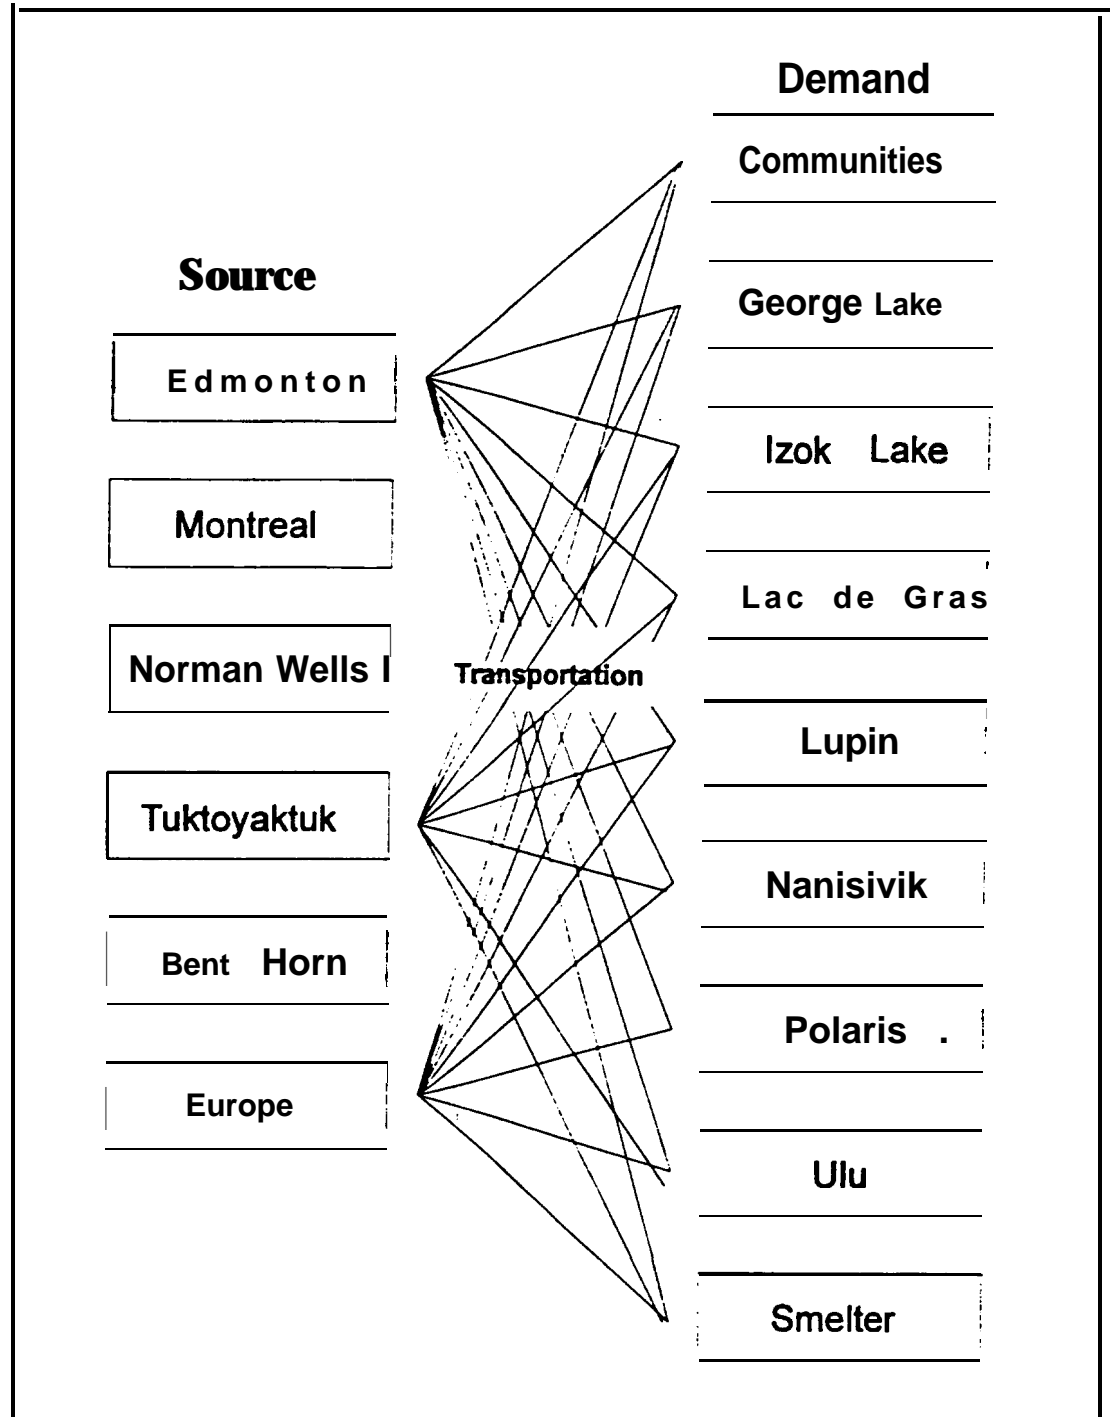 Demand
Communities
George Lake
Izok Lake
Lac de Gras
Lupin
Nanisivik
Polaris .
Ulu
Smelter
Source
Edmonton
Montreal
Norman Wells l
Tuktoyaktuk
Bent Horn
Europe
Transportation